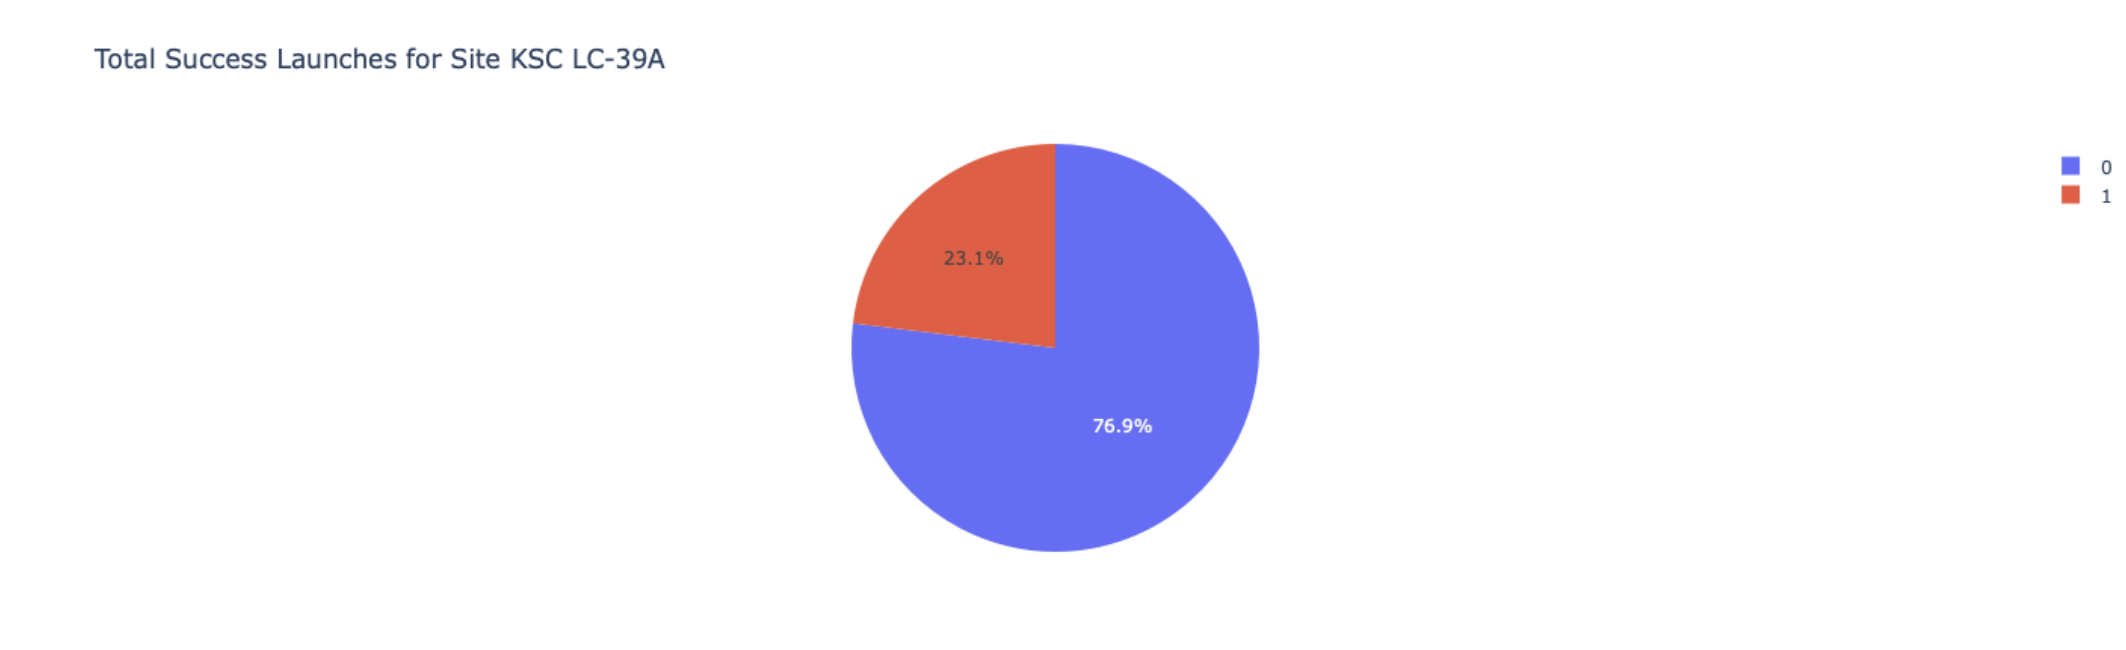 Total Success Launches for Site KSC LC-39A
0
1
23.1%
76.9%